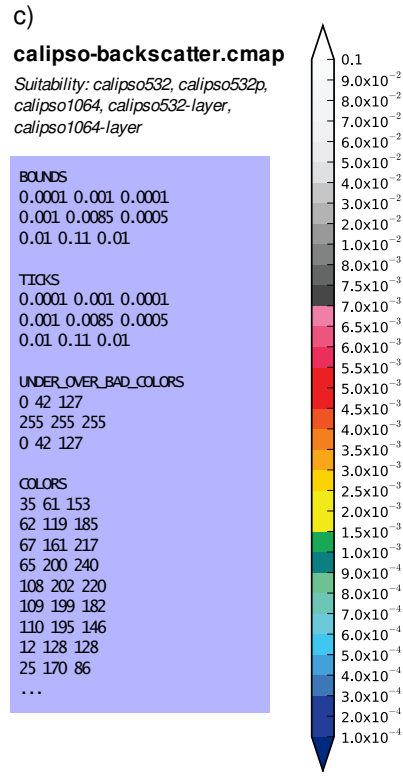 c)
calipso-backscatter.cmap
Suitability: calipso532, calipso532p,
calipso1064, calipso532-layer,
calipso1064-layer
BOUNDS
0.0001 0.001 0.0001
0.001 0.0085 0.0005
0.01 0.11 0.01
TICKS
0.0001 0.001 0.0001
0.001 0.0085 0.0005
0.01 0.11 0.01
UNDER_OVER_BAD_COLORS
0 42 127
255 255 255
0 42 127
COLORS
35 61 153
62 119 185
67 161 217
65 200 240
108 202 220
109 199 182
110 195 146
12 128 128
25 170 86
...
0.1
9.0x10⁻²
8.0x10⁻²
7.0x10⁻²
6.0x10⁻²
5.0x10⁻²
4.0x10⁻²
3.0x10⁻²
2.0x10⁻²
1.0x10⁻²
8.0x10⁻³
7.5x10⁻³
7.0x10⁻³
6.5x10⁻³
6.0x10⁻³
5.5x10⁻³
5.0x10⁻³
4.5x10⁻³
4.0x10⁻³
3.5x10⁻³
3.0x10⁻³
2.5x10⁻³
2.0x10⁻³
1.5x10⁻³
1.0x10⁻³
9.0x10⁻⁴
8.0x10⁻⁴
7.0x10⁻⁴
6.0x10⁻⁴
5.0x10⁻⁴
4.0x10⁻⁴
3.0x10⁻⁴
2.0x10⁻⁴
1.0x10⁻⁴